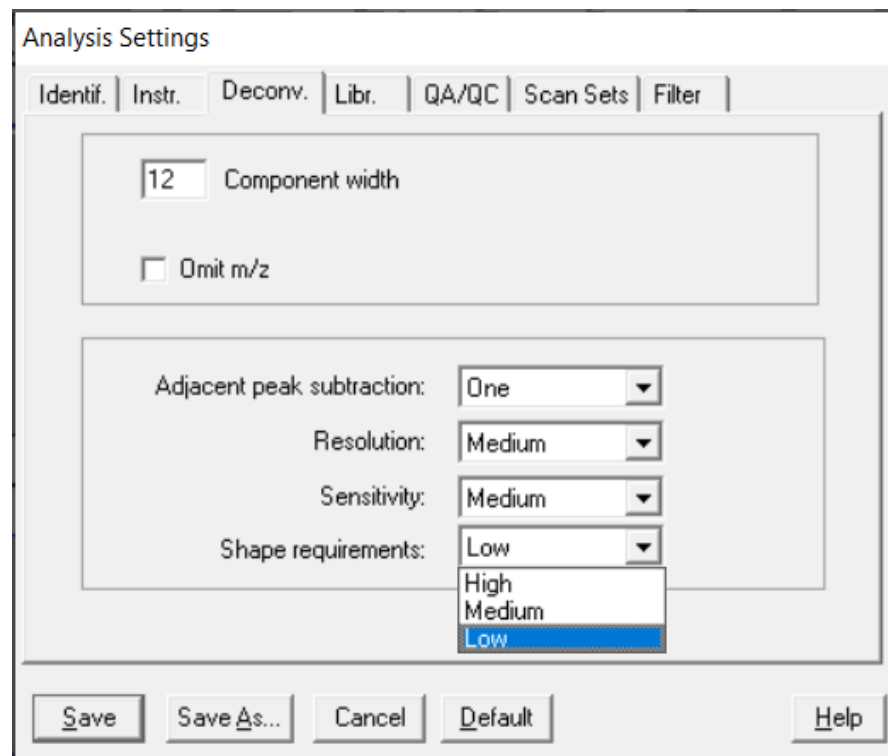 Analysis Settings
Identif. Instr. Deconv. Libr. QA/QC Scan Sets Filter
12 Component width
Omit m/z
Adjacent peak subtraction: One
Resolution: Medium
Sensitivity: Medium
Shape requirements: Low
High
Medium
Low
Save Save As... Cancel Default Help